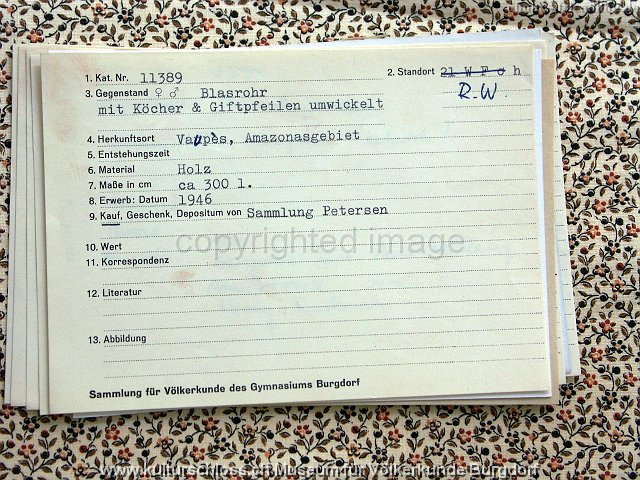 1. Kat. Nr. 11389 2. Standort 21 W F o h
3. Gegenstand ♀ ♂ Blasrohr R.W.
mit Köcher & Giftpfeilen umwickelt
4. Herkunftsort Vaupès, Amazonasgebiet
5. Entstehungszeit
6. Material Holz
7. Maße in cm ca 300 l.
8. Erwerb: Datum 1946
9. Kauf, Geschenk, Depositum von Sammlung Petersen
copyrighted image
10. Wert
11. Korrespondenz
12. Literatur
13. Abbildung
Sammlung für Völkerkunde des Gymnasiums Burgdorf
www.kulturschloss.ch Museum für Völkerkunde Burgdorf